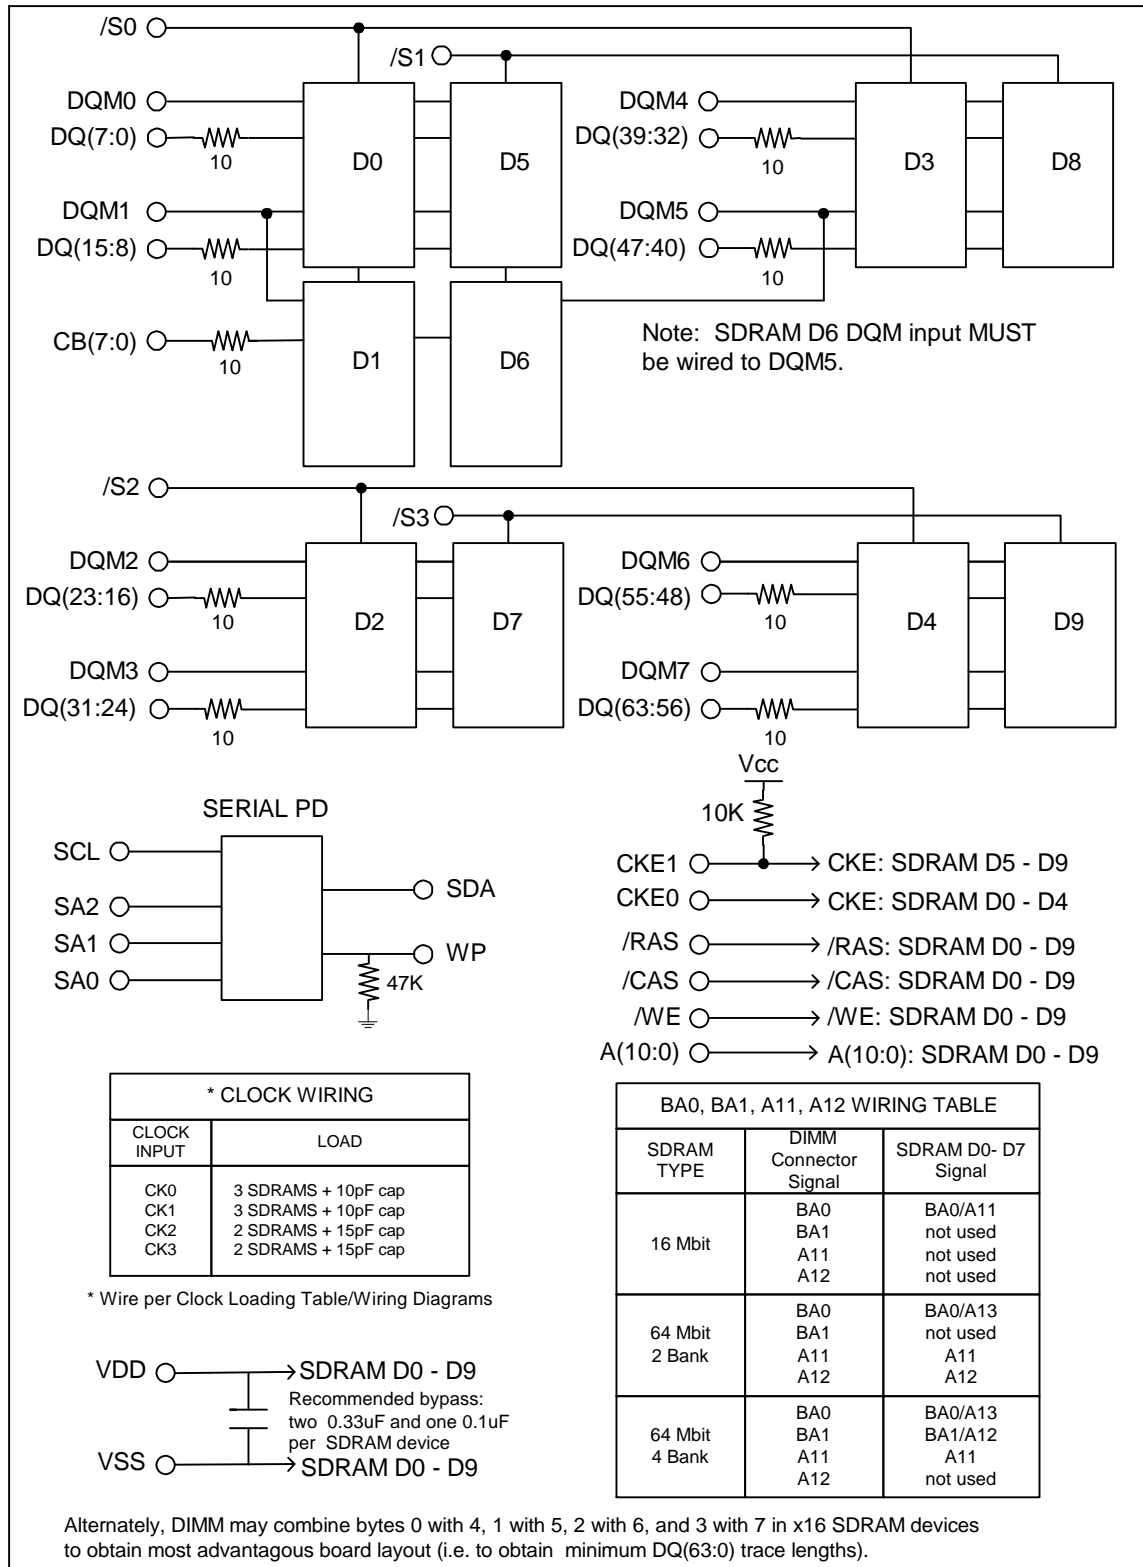 /S0
/S1
DQM0
DQ(7:0)
10
D0
D5
DQM4
DQ(39:32)
10
D3
D8
DQM1
DQ(15:8)
10
DQM5
DQ(47:40)
10
CB(7:0)
10
D1
D6
Note: SDRAM D6 DQM input MUST
be wired to DQM5.
/S2
/S3
DQM2
DQ(23:16)
10
D2
D7
DQM6
DQ(55:48)
10
D4
D9
DQM3
DQ(31:24)
10
DQM7
DQ(63:56)
10
SERIAL PD
SCL
SA2
SA1
SA0
SDA
WP
47K
Vcc
10K
CKE1 CKE: SDRAM D5 - D9
CKE0 CKE: SDRAM D0 - D4
/RAS /RAS: SDRAM D0 - D9
/CAS /CAS: SDRAM D0 - D9
/WE /WE: SDRAM D0 - D9
A(10:0) A(10:0): SDRAM D0 - D9
* CLOCK WIRING
CLOCK
INPUT
LOAD
CK0 3 SDRAMS + 10pF cap
CK1 3 SDRAMS + 10pF cap
CK2 2 SDRAMS + 15pF cap
CK3 2 SDRAMS + 15pF cap
* Wire per Clock Loading Table/Wiring Diagrams
BA0, BA1, A11, A12 WIRING TABLE
SDRAM
TYPE
DIMM
Connector
Signal
SDRAM D0- D7
Signal
16 Mbit
BA0 BA0/A11
BA1 not used
A11 not used
A12 not used
64 Mbit
2 Bank
BA0 BA0/A13
BA1 not used
A11 A11
A12 A12
64 Mbit
4 Bank
BA0 BA0/A13
BA1 BA1/A12
A11 A11
A12 not used
VDD SDRAM D0 - D9
Recommended bypass:
two 0.33uF and one 0.1uF
per SDRAM device
VSS SDRAM D0 - D9
Alternately, DIMM may combine bytes 0 with 4, 1 with 5, 2 with 6, and 3 with 7 in x16 SDRAM devices
to obtain most advantagous board layout (i.e. to obtain minimum DQ(63:0) trace lengths).